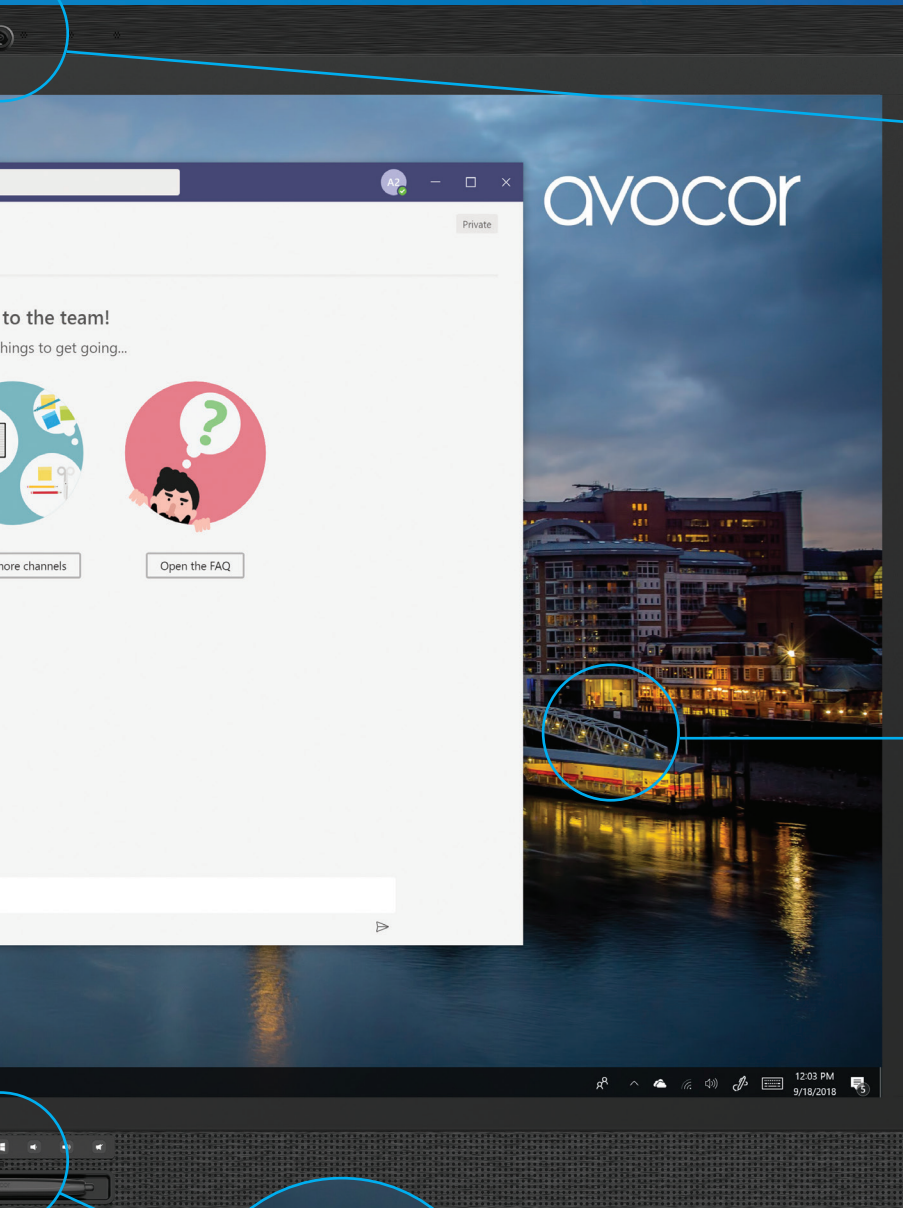 A2
avocor
Private
to the team!
hings to get going...
more channels
Open the FAQ
12:03 PM
9/18/2018
5